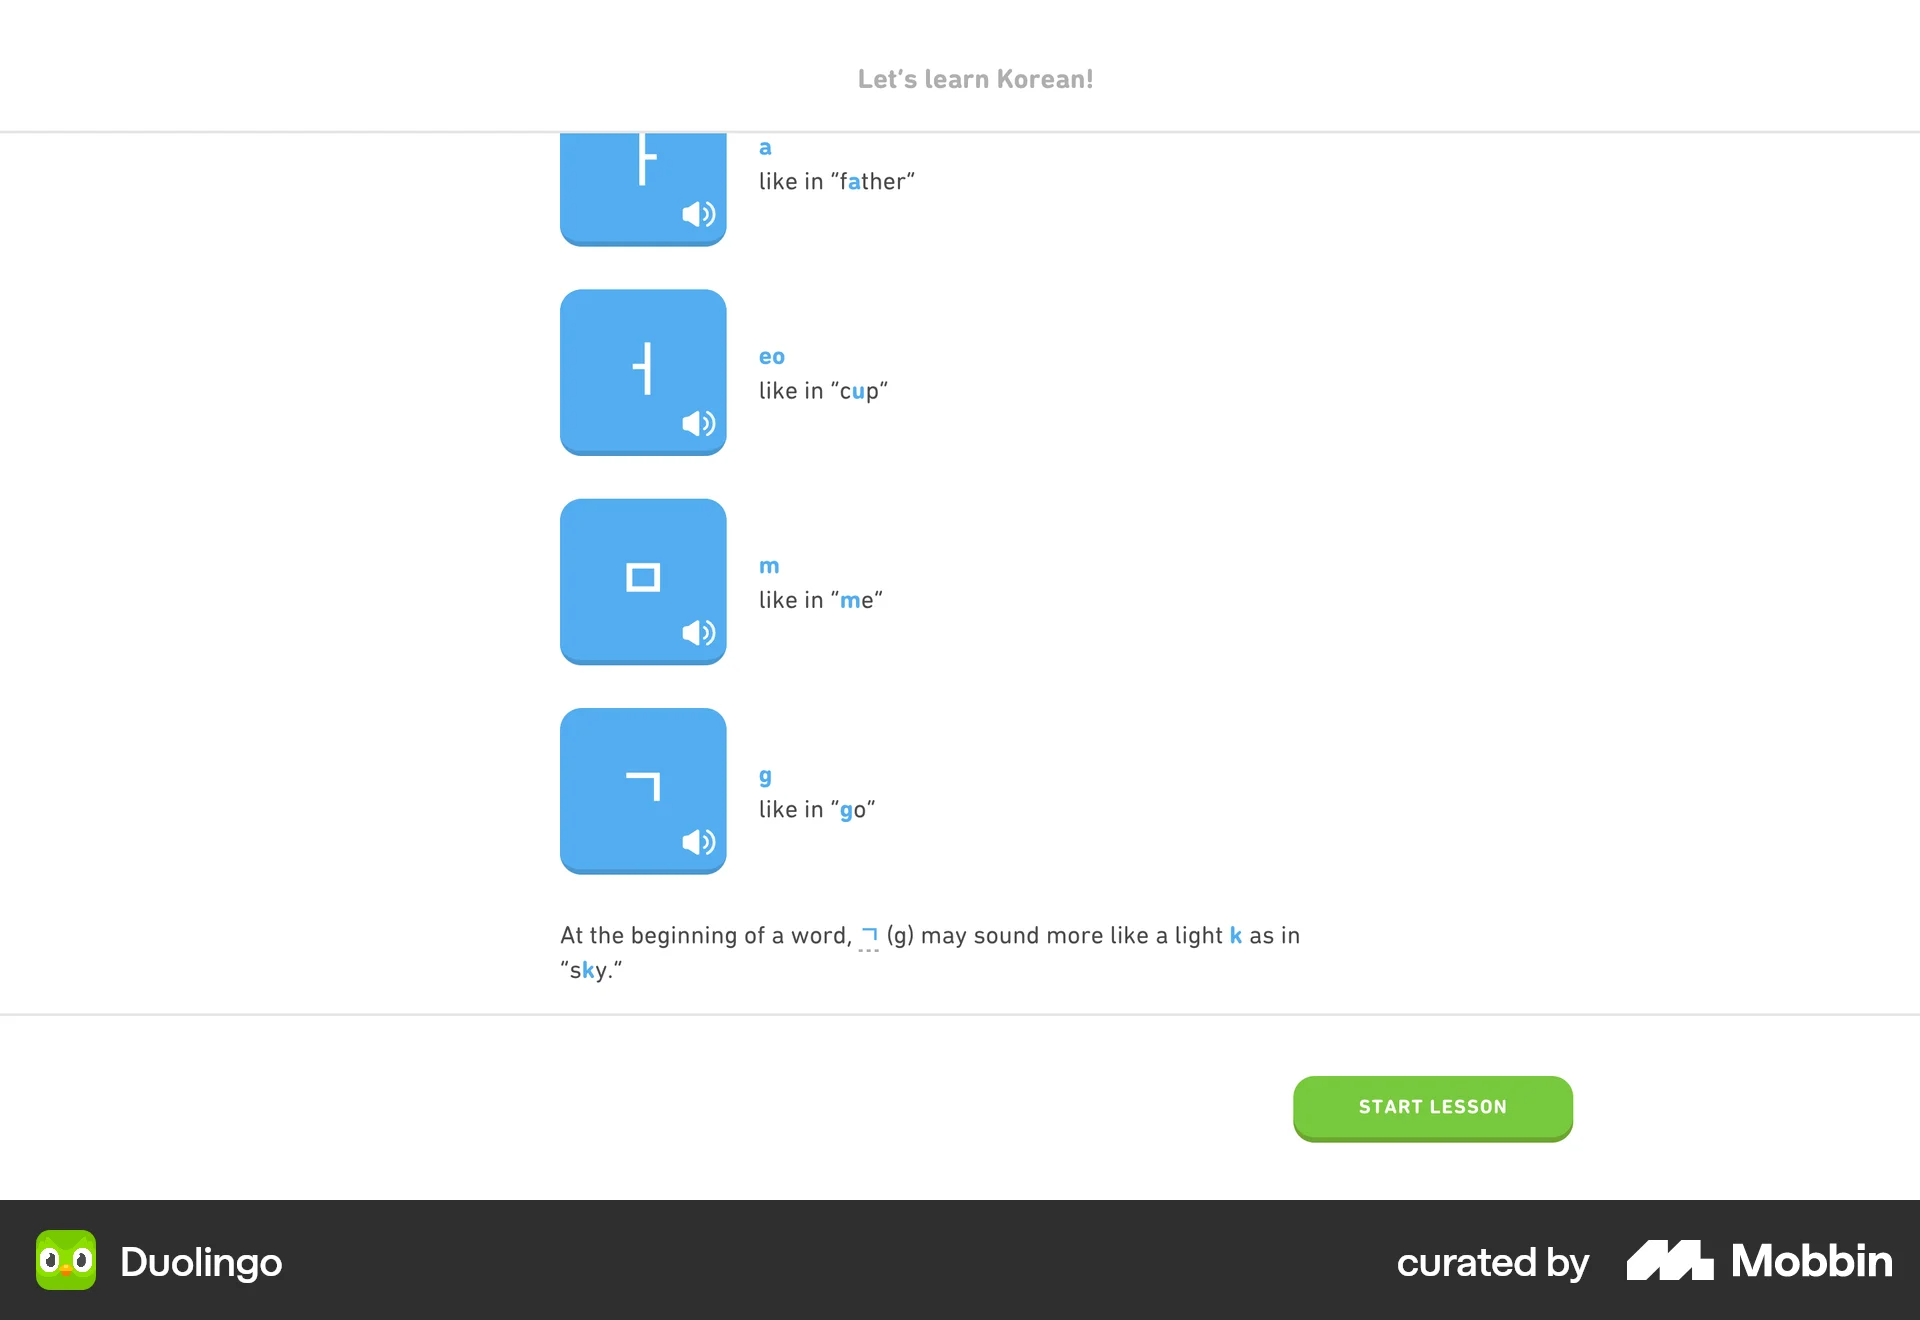 Let's learn Korean!
ㅏ
a
like in "father"
ㅓ
eo
like in "cup"
ㅁ
m
like in "me"
ㄱ
g
like in "go"
At the beginning of a word, ㄱ (g) may sound more like a light k as in
"sky."
START LESSON
Duolingo
curated by Mobbin